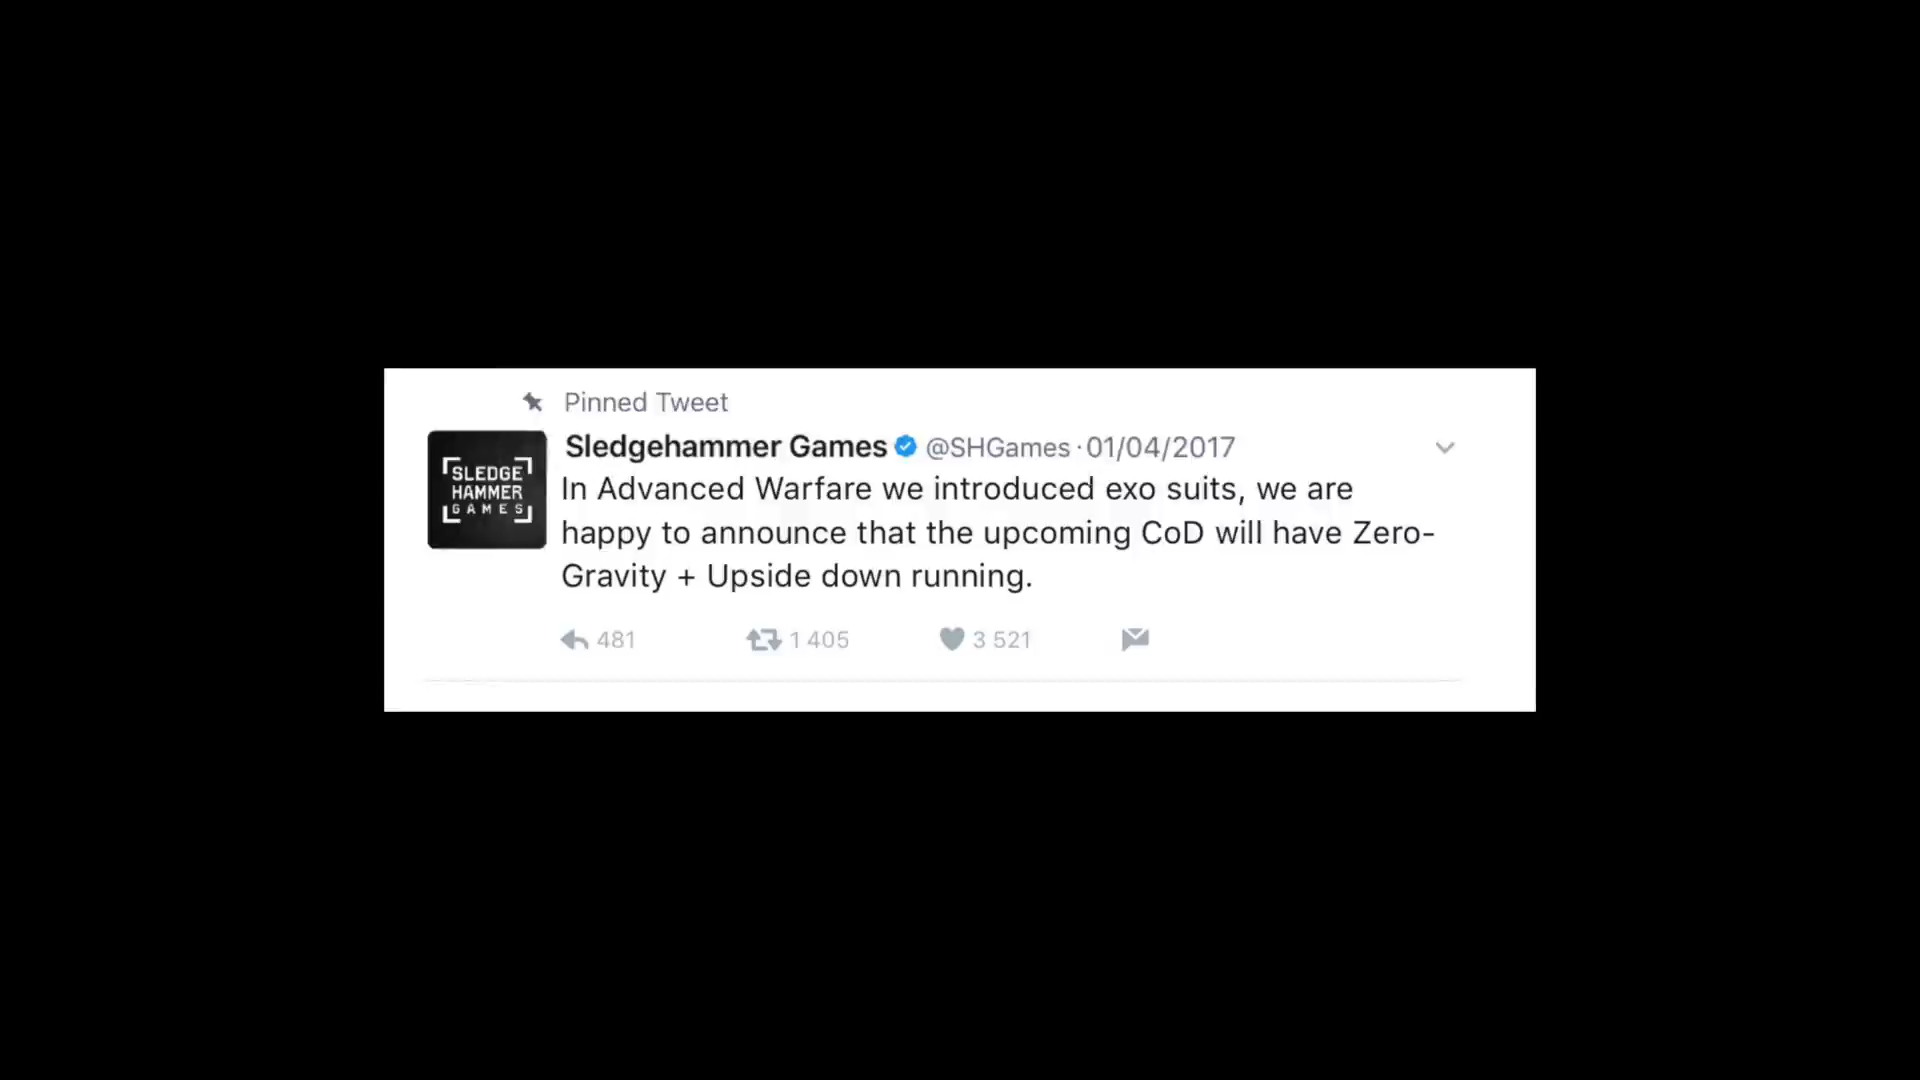 Pinned Tweet
SLEDGE
HAMMER
GAMES
Sledgehammer Games @SHGames · 01/04/2017
In Advanced Warfare we introduced exo suits, we are
happy to announce that the upcoming CoD will have Zero-
Gravity + Upside down running.
481 1 405 3 521